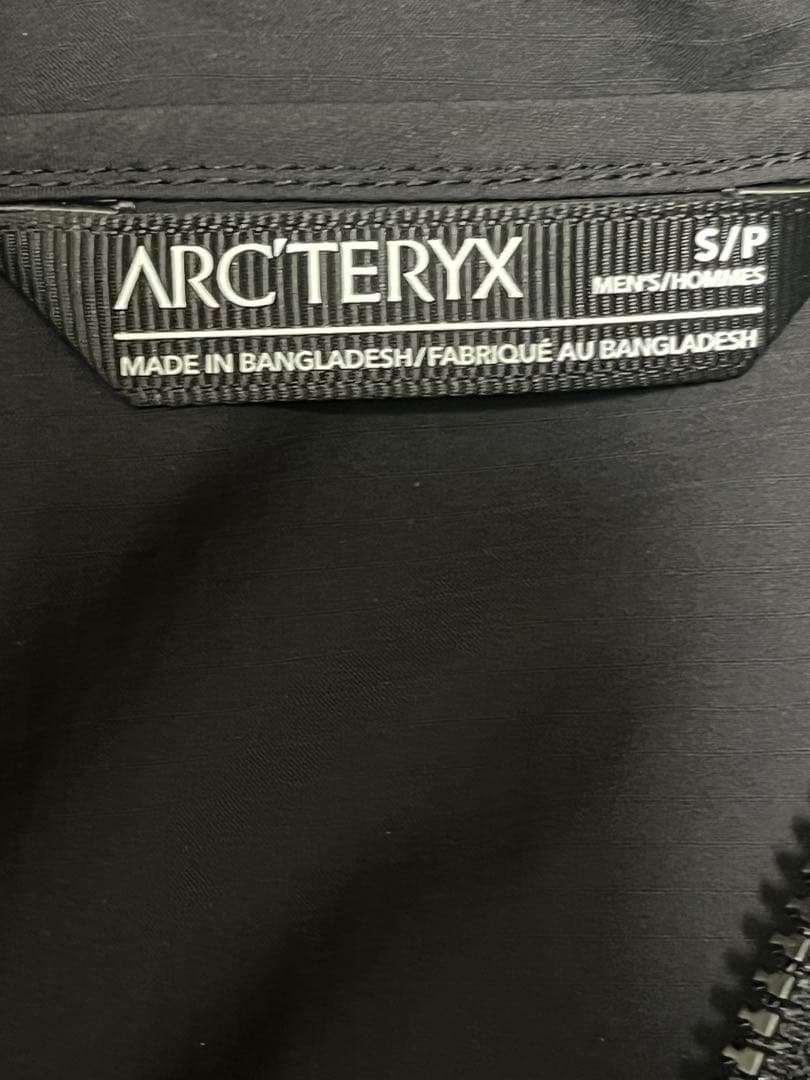 ARC'TERYX
S/P
MEN'S/HOMMES
MADE IN BANGLADESH/FABRIQUÉ AU BANGLADESH